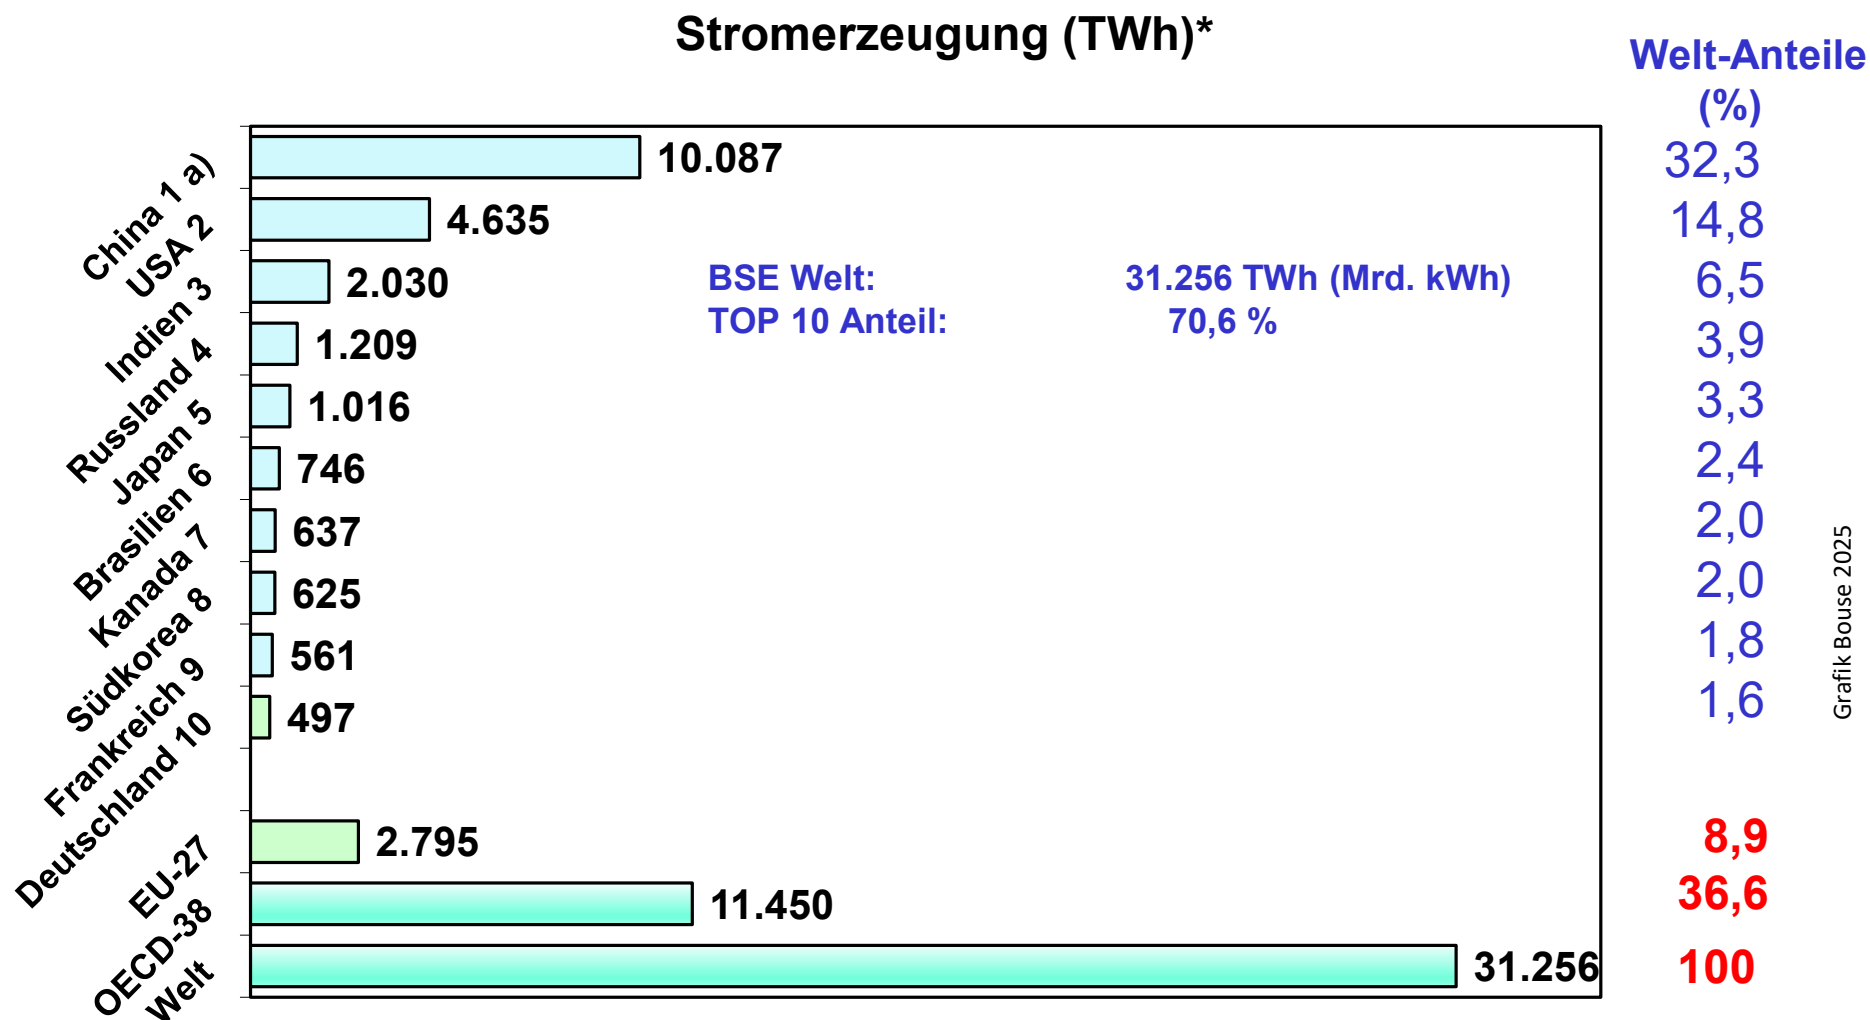 Stromerzeugung (TWh)*
Welt-Anteile
(%)
China 1 a) 10.087 32,3
USA 2 4.635 14,8
Indien 3 2.030 6,5
BSE Welt: 31.256 TWh (Mrd. kWh)
TOP 10 Anteil: 70,6 %
Russland 4 1.209 3,9
Japan 5 1.016 3,3
Brasilien 6 746 2,4
Kanada 7 637 2,0
Südkorea 8 625 2,0
Frankreich 9 561 1,8
Deutschland 10 497 1,6
EU-27 2.795 8,9
OECD-38 11.450 36,6
Welt 31.256 100
Grafik Bouse 2025